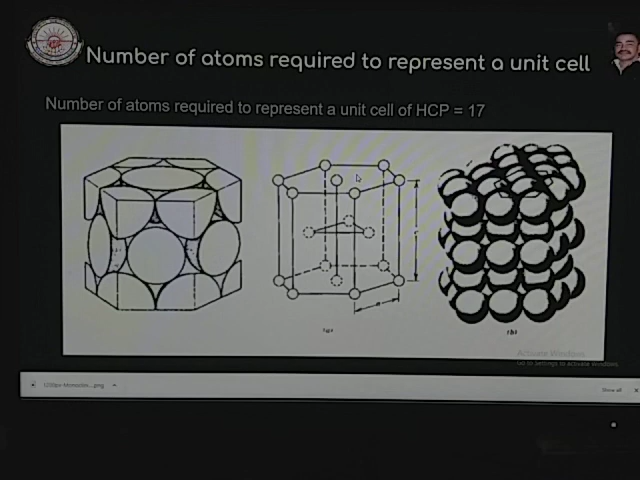 Number of atoms required to represent a unit cell
Number of atoms required to represent a unit cell of HCP = 17
Activate Windows
Go to Settings to activate Windows.
Show all